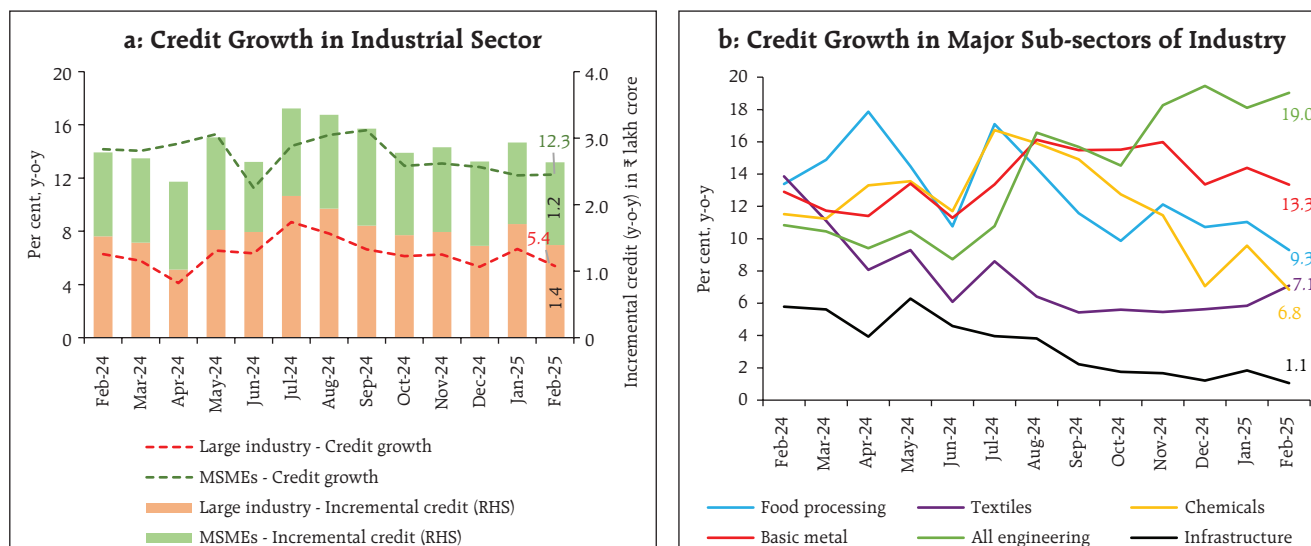 a: Credit Growth in Industrial Sector
Per cent, y-o-y
20
16
12
8
4
0
4.0
3.0
2.0
1.0
0
Incremental credit (y-o-y) in ₹ lakh crore
12.3
1.2
5.4
1.4
Feb-24
Mar-24
Apr-24
May-24
Jun-24
Jul-24
Aug-24
Sep-24
Oct-24
Nov-24
Dec-24
Jan-25
Feb-25
Large industry - Credit growth
MSMEs - Credit growth
Large industry - Incremental credit (RHS)
MSMEs - Incremental credit (RHS)
b: Credit Growth in Major Sub-sectors of Industry
Per cent, y-o-y
20
18
16
14
12
10
8
6
4
2
0
19.0
13.3
9.3
7.1
6.8
1.1
Feb-24
Mar-24
Apr-24
May-24
Jun-24
Jul-24
Aug-24
Sep-24
Oct-24
Nov-24
Dec-24
Jan-25
Feb-25
Food processing Textiles Chemicals
Basic metal All engineering Infrastructure